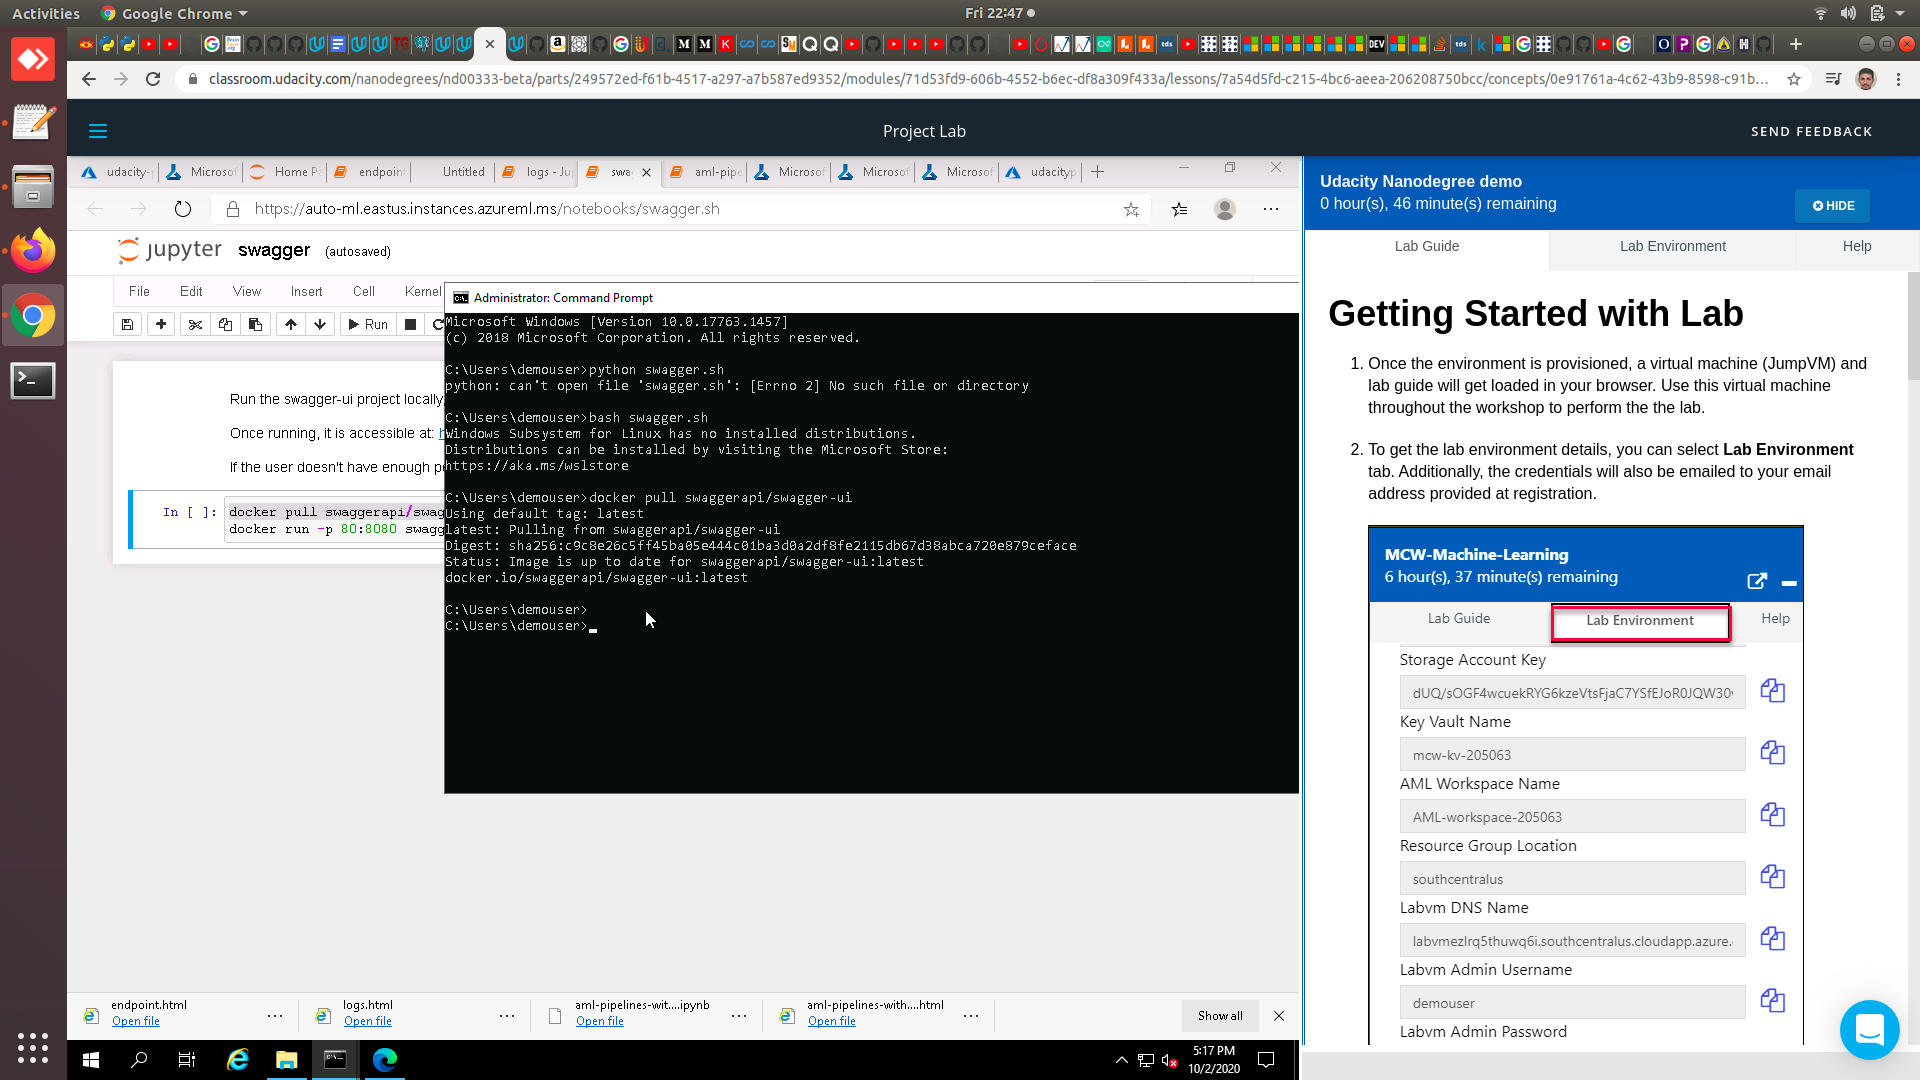 Activities
Google Chrome
Fri 22:47
classroom.udacity.com/nanodegrees/nd00333-beta/parts/249572ed-f61b-4517-a297-a7b587ed9352/modules/71d53fd9-606b-4552-b6ec-df8a309f433a/lessons/7a54d5fd-c215-4bc6-aeea-206208750bcc/concepts/0e91761a-4c62-43b9-8598-c91b...
Project Lab
SEND FEEDBACK
udacity-
Microsof
Home P
endpoint
Untitled
logs - Ju
swa
aml-pipe
Microsof
Microsof
Microsof
udacityp
https://auto-ml.eastus.instances.azureml.ms/notebooks/swagger.sh
jupyter swagger (autosaved)
File Edit View Insert Cell Kernel
Run
Run the swagger-ui project locally
Once running, it is accessible at: h
If the user doesn't have enough pe
In [ ]:
docker pull swaggerapi/swag
docker run -p 80:8080 swagg
Administrator: Command Prompt
Microsoft Windows [Version 10.0.17763.1457]
(c) 2018 Microsoft Corporation. All rights reserved.
C:\Users\demouser>python swagger.sh
python: can't open file 'swagger.sh': [Errno 2] No such file or directory
C:\Users\demouser>bash swagger.sh
Windows Subsystem for Linux has no installed distributions.
Distributions can be installed by visiting the Microsoft Store:
https://aka.ms/wslstore
C:\Users\demouser>docker pull swaggerapi/swagger-ui
Using default tag: latest
latest: Pulling from swaggerapi/swagger-ui
Digest: sha256:c9c8e26c5ff45ba05e444c01ba3d0a2df8fe2115db67d38abca720e879ceface
Status: Image is up to date for swaggerapi/swagger-ui:latest
docker.io/swaggerapi/swagger-ui:latest
C:\Users\demouser>
C:\Users\demouser>
endpoint.html
Open file
logs.html
Open file
aml-pipelines-wit....ipynb
Open file
aml-pipelines-with....html
Open file
Show all
5:17 PM
10/2/2020
Udacity Nanodegree demo
0 hour(s), 46 minute(s) remaining
HIDE
Lab Guide
Lab Environment
Help
Getting Started with Lab
1. Once the environment is provisioned, a virtual machine (JumpVM) and
lab guide will get loaded in your browser. Use this virtual machine
throughout the workshop to perform the the lab.
2. To get the lab environment details, you can select Lab Environment
tab. Additionally, the credentials will also be emailed to your email
address provided at registration.
MCW-Machine-Learning
6 hour(s), 37 minute(s) remaining
Lab Guide
Lab Environment
Help
Storage Account Key
dUQ/sOGF4wcuekRYG6kzeVtsFjaC7YSfEJoR0JQW30
Key Vault Name
mcw-kv-205063
AML Workspace Name
AML-workspace-205063
Resource Group Location
southcentralus
Labvm DNS Name
labvmezlrq5thuwq6i.southcentralus.cloudapp.azure.
Labvm Admin Username
demouser
Labvm Admin Password